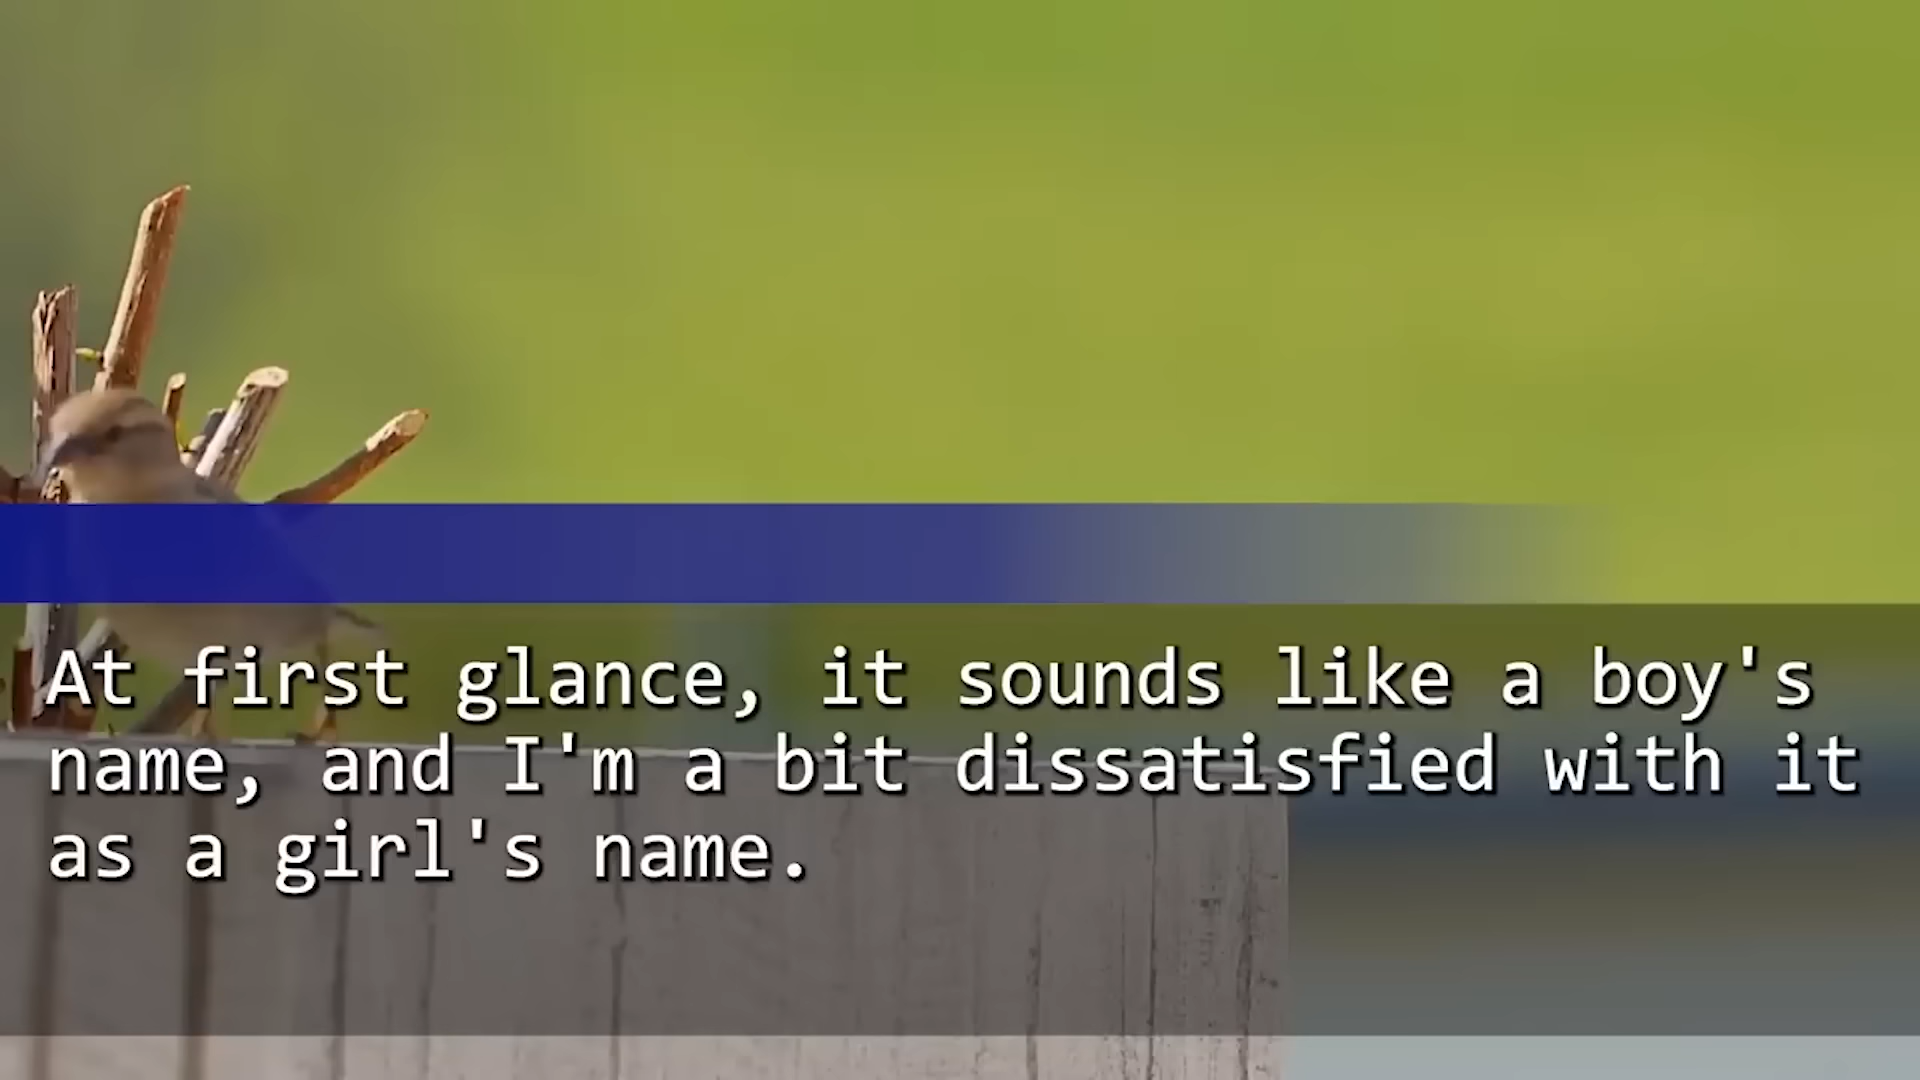 At first glance, it sounds like a boy's
name, and I'm a bit dissatisfied with it
as a girl's name.